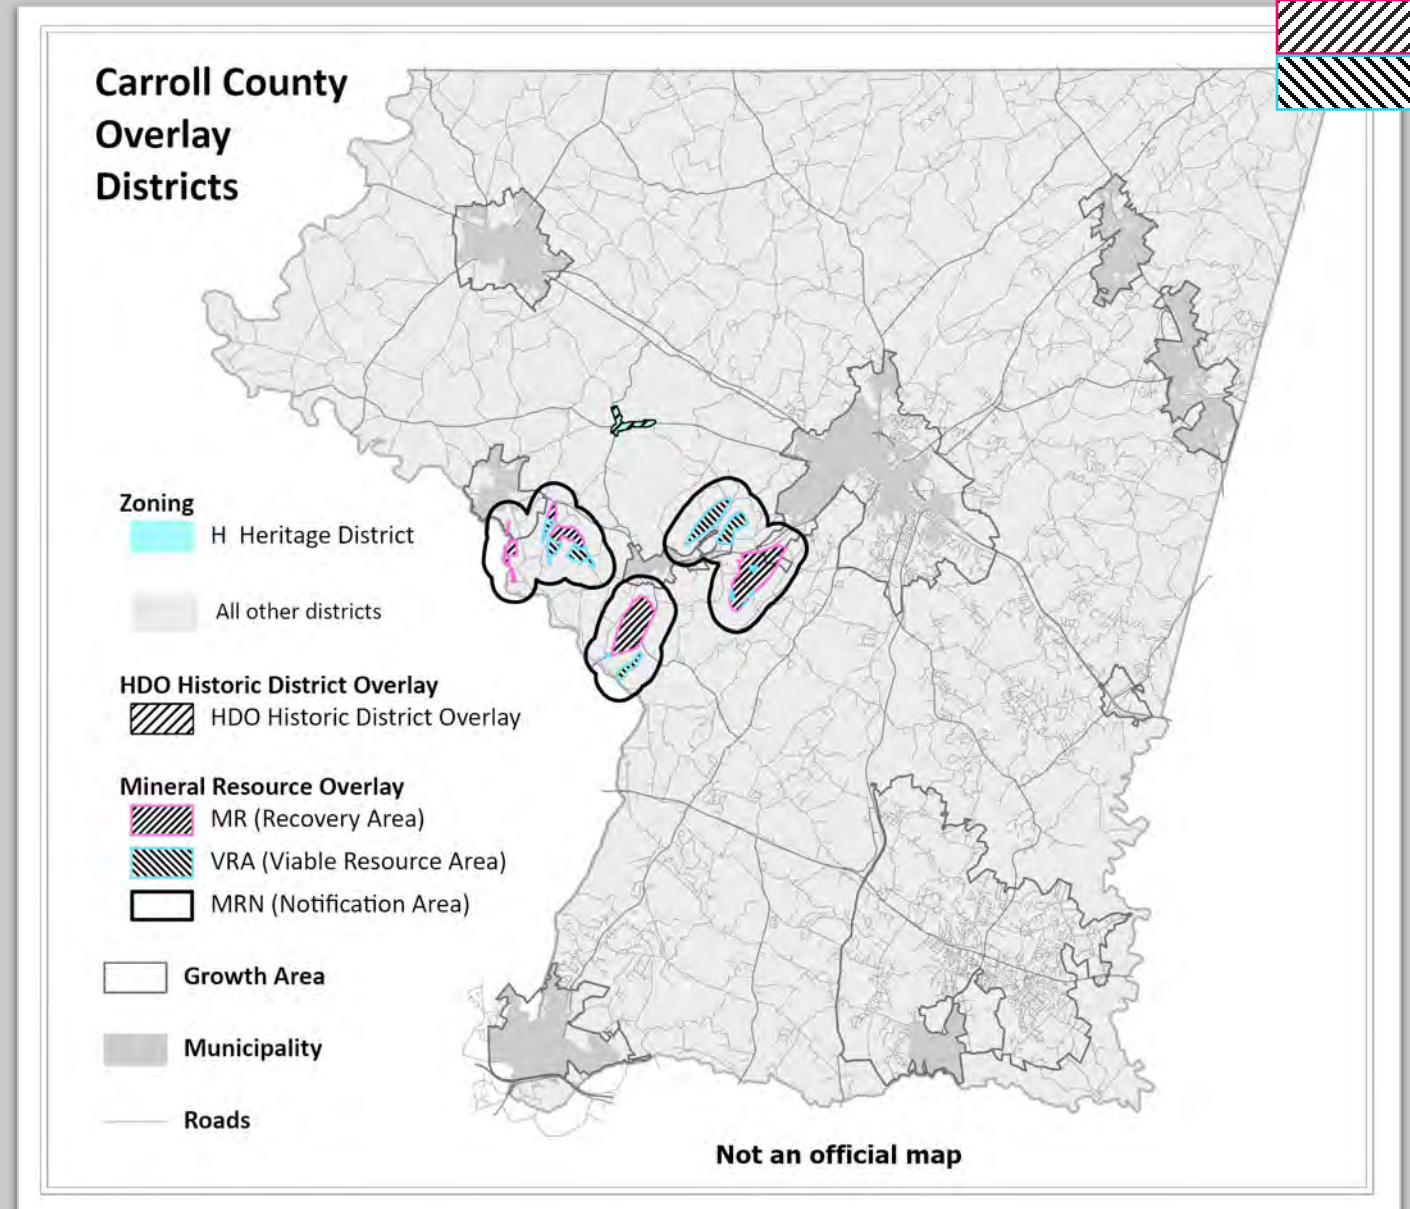 Carroll County
Overlay
Districts
Zoning
H Heritage District
All other districts
HDO Historic District Overlay
HDO Historic District Overlay
Mineral Resource Overlay
MR (Recovery Area)
VRA (Viable Resource Area)
MRN (Notification Area)
Growth Area
Municipality
Roads
Not an official map